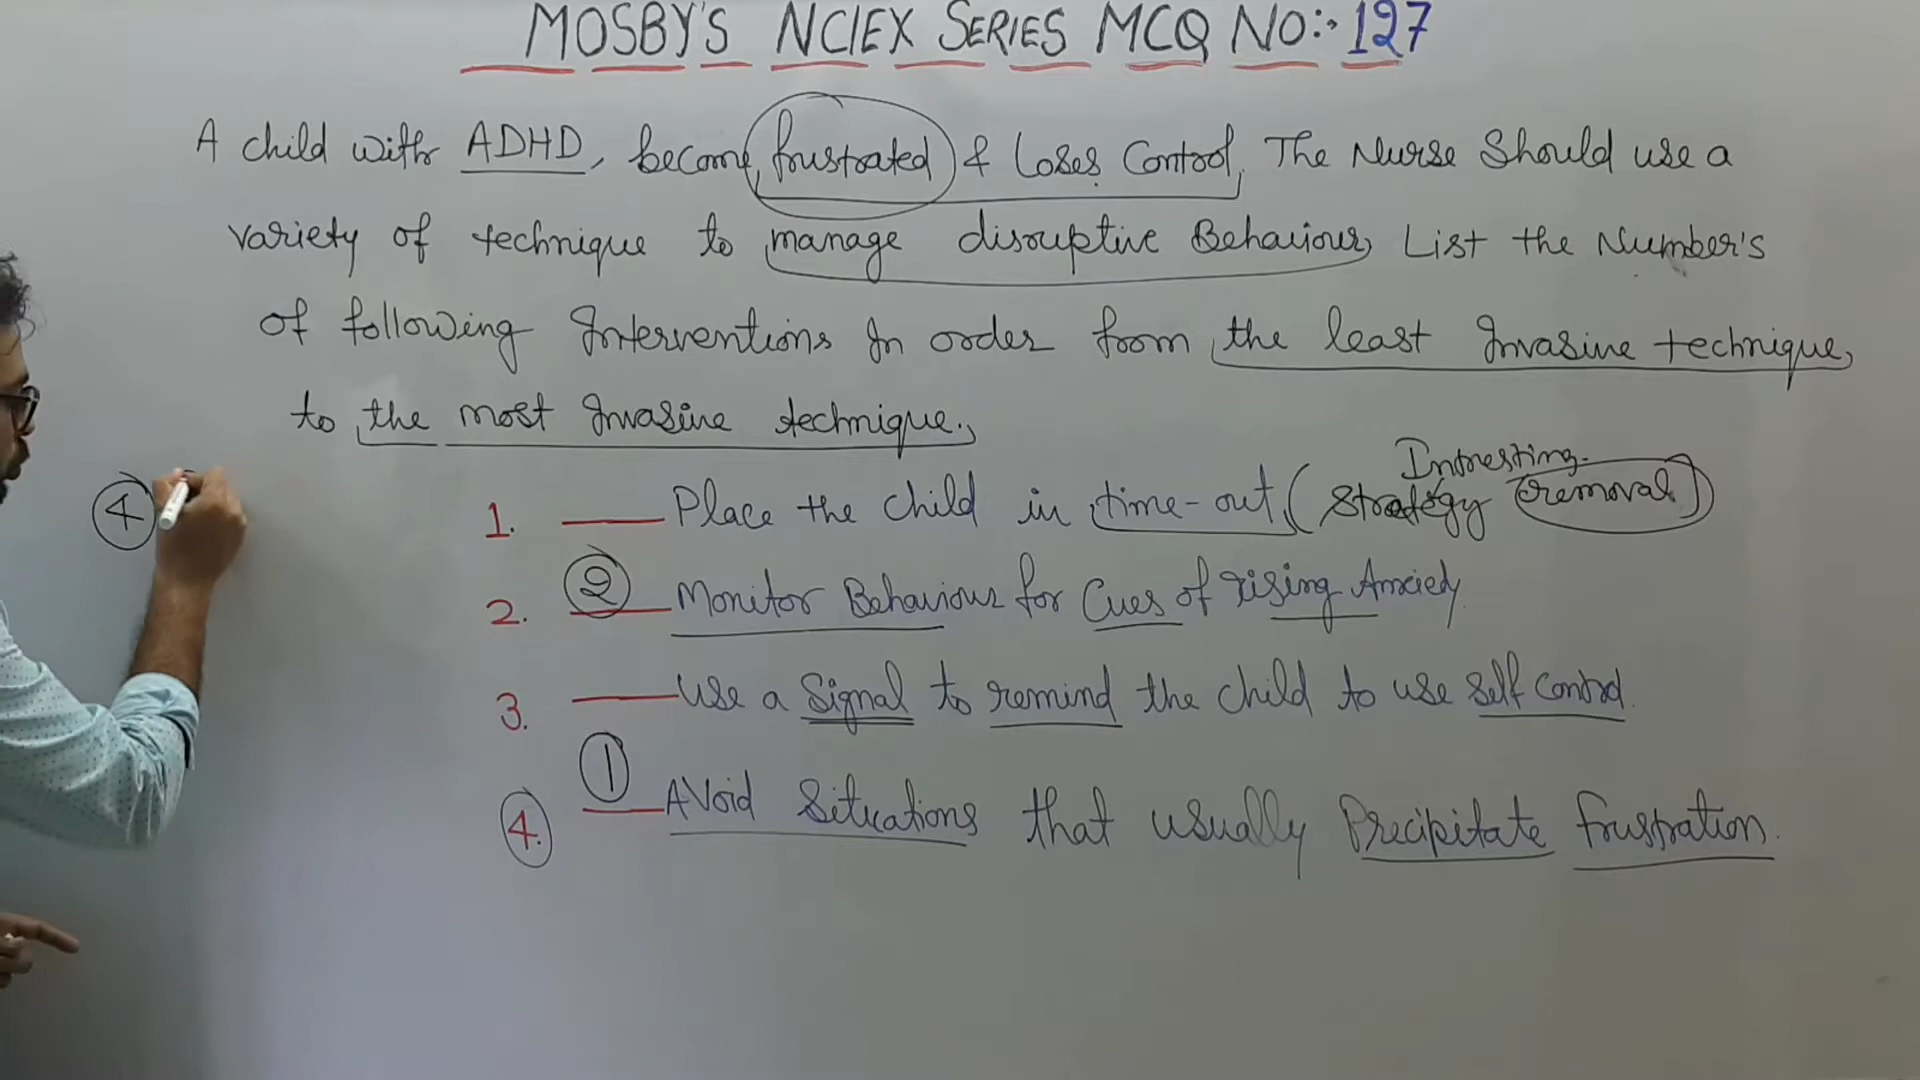 MOSBY'S NCIEX SERIES MCQ NO:- 127
A child with ADHD, become frustrated & Loses Control. The Nurse Should use a
variety of technique to manage disruptive Behaviour, List the Number's
of following Interventions In order from the least Invasive technique,
to the most Invasive technique.
Intresting
④
1. ___ Place the child in time-out (Strategy removal)
2. ② Monitor Behaviour for Cues of rising Anxiety
3. ___ Use a Signal to remind the child to use Self Control.
4. ① AVoid Situations that usually Precipitate frustration.